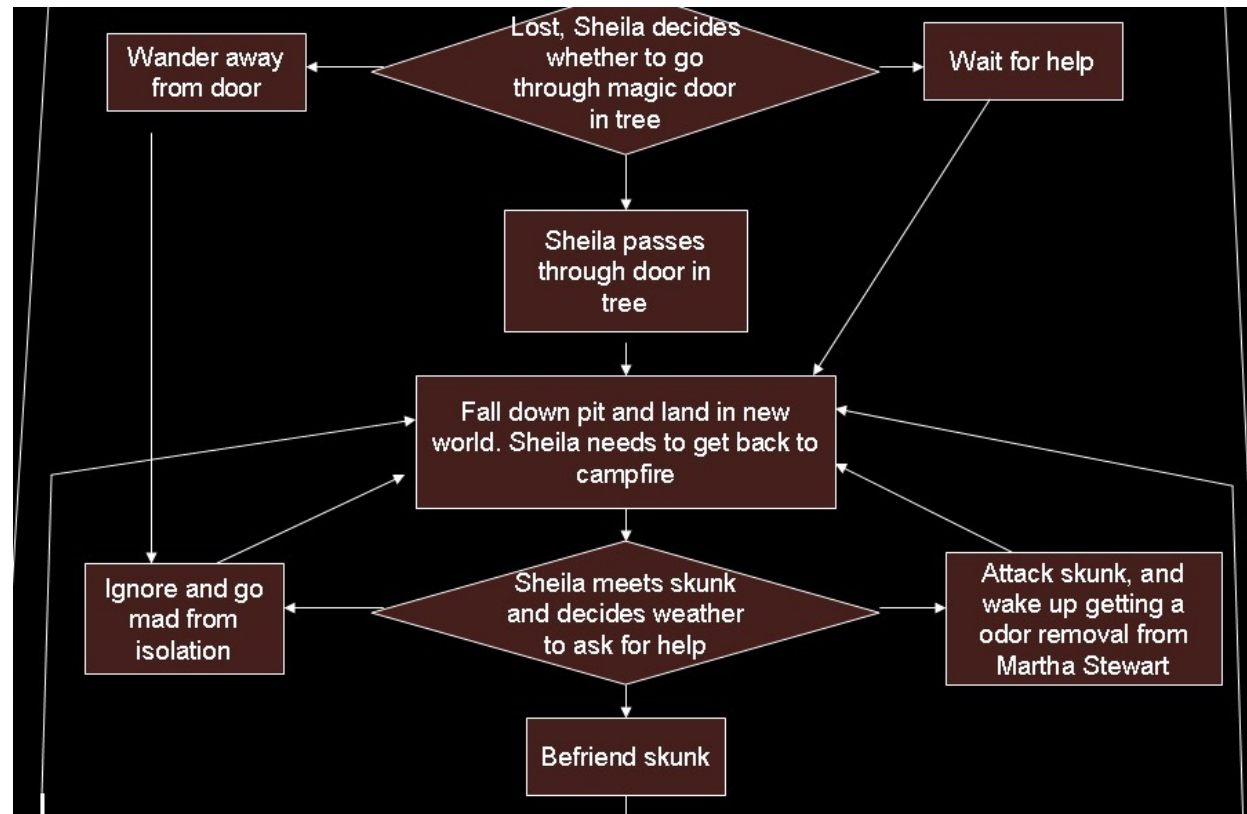 Lost, Sheila decides
whether to go
through magic door
in tree
Wander away
from door
Wait for help
Sheila passes
through door in
tree
Fall down pit and land in new
world. Sheila needs to get back to
campfire
Ignore and go
mad from
isolation
Sheila meets skunk
and decides weather
to ask for help
Attack skunk, and
wake up getting a
odor removal from
Martha Stewart
Befriend skunk